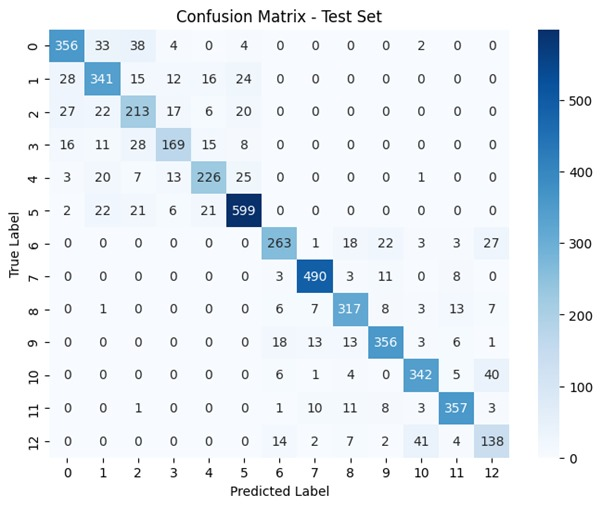 Confusion Matrix - Test Set
0 356 33 38 4 0 4 0 0 0 0 2 0 0
1 28 341 15 12 16 24 0 0 0 0 0 0 0
2 27 22 213 17 6 20 0 0 0 0 0 0 0
3 16 11 28 169 15 8 0 0 0 0 0 0 0
4 3 20 7 13 226 25 0 0 0 0 1 0 0
5 2 22 21 6 21 599 0 0 0 0 0 0 0
6 0 0 0 0 0 0 263 1 18 22 3 3 27
7 0 0 0 0 0 0 3 490 3 11 0 8 0
8 0 1 0 0 0 0 6 7 317 8 3 13 7
9 0 0 0 0 0 0 18 13 13 356 3 6 1
10 0 0 0 0 0 0 6 1 4 0 342 5 40
11 0 0 1 0 0 0 1 10 11 8 3 357 3
12 0 0 0 0 0 0 14 2 7 2 41 4 138
0 1 2 3 4 5 6 7 8 9 10 11 12
Predicted Label
True Label
500
400
300
200
100
0